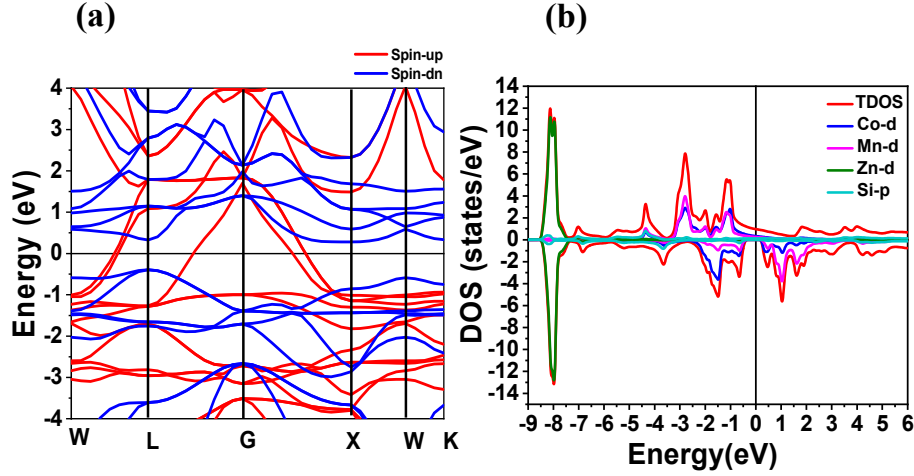 (a)
Spin-up
Spin-dn
4
3
2
1
0
-1
-2
-3
-4
Energy (eV)
W L G X W K
(b)
TDOS
Co-d
Mn-d
Zn-d
Si-p
14
12
10
8
6
4
2
0
-2
-4
-6
-8
-10
-12
-14
DOS (states/eV)
-9 -8 -7 -6 -5 -4 -3 -2 -1 0 1 2 3 4 5 6
Energy(eV)